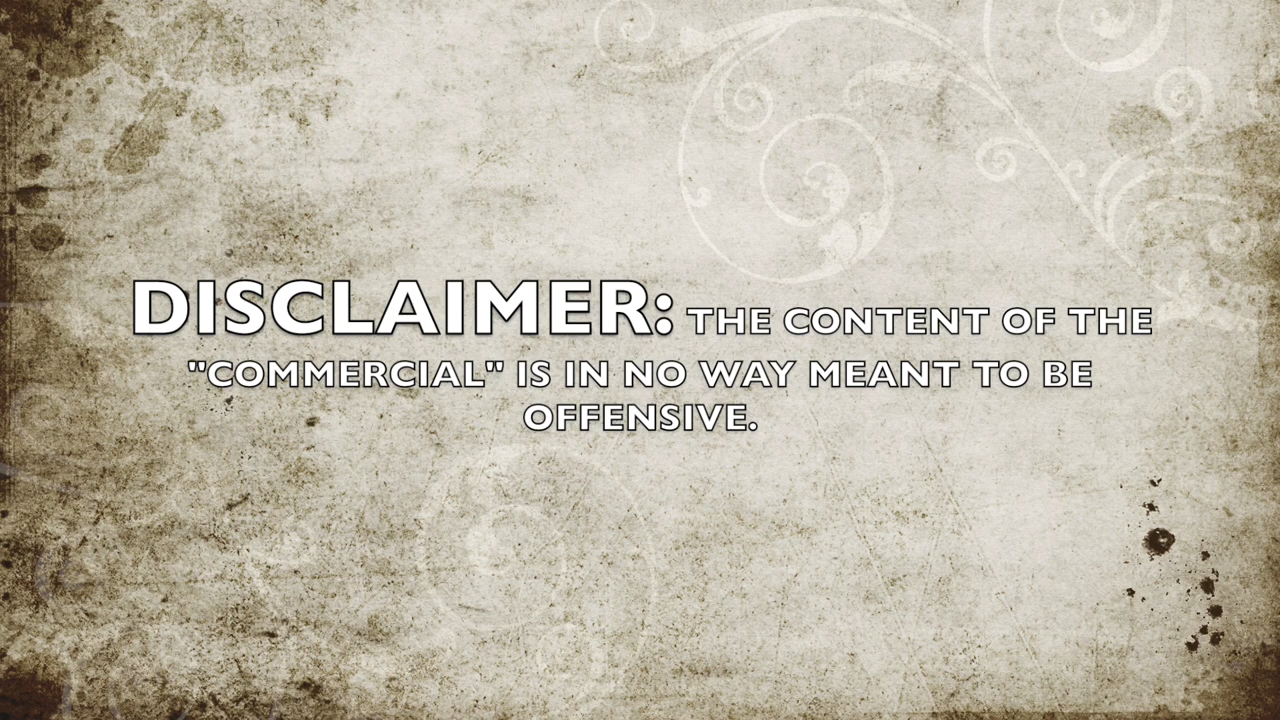 DISCLAIMER: THE CONTENT OF THE
"COMMERCIAL" IS IN NO WAY MEANT TO BE
OFFENSIVE.